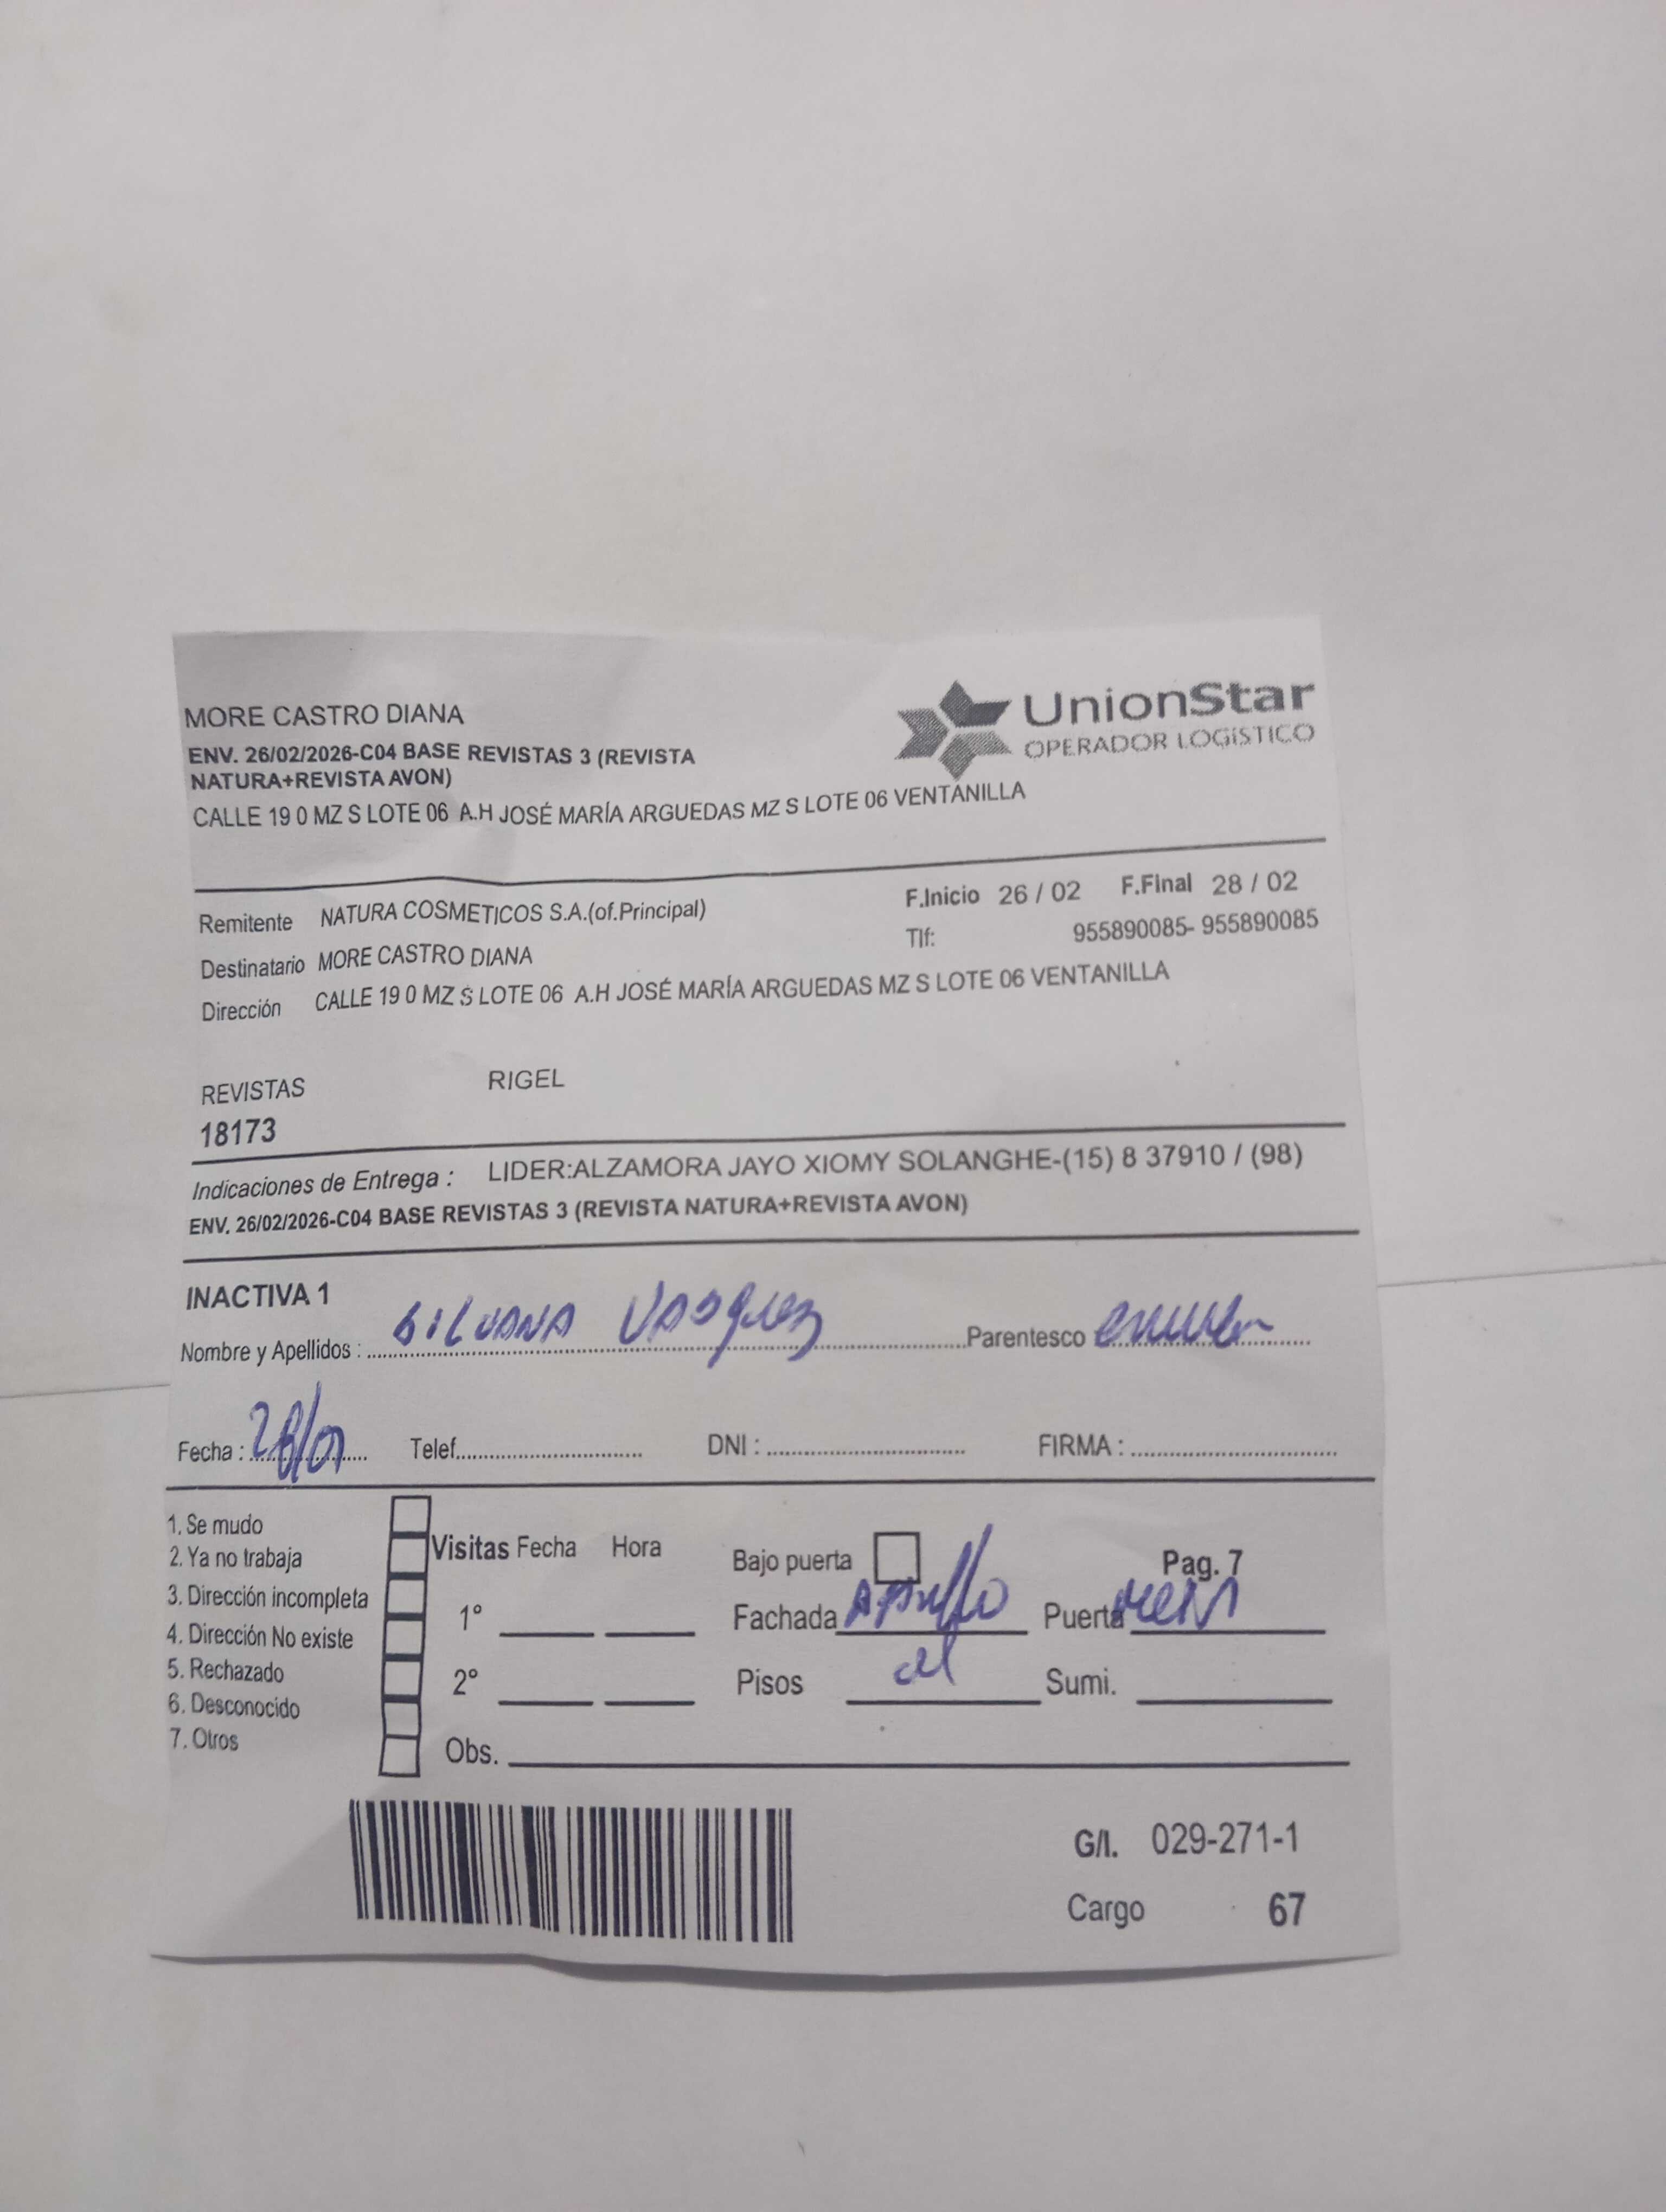 MORE CASTRO DIANA
UnionStar
OPERADOR LOGíSTICO
ENV. 26/02/2026-C04 BASE REVISTAS 3 (REVISTA
NATURA+REVISTA AVON)
CALLE 19 0 MZ S LOTE 06 A.H JOSÉ MARÍA ARGUEDAS MZ S LOTE 06 VENTANILLA
Remitente NATURA COSMETICOS S.A.(of.Principal) F.Inicio 26 / 02 F.Final 28 / 02
Tlf: 955890085- 955890085
Destinatario MORE CASTRO DIANA
Dirección CALLE 19 0 MZ S LOTE 06 A.H JOSÉ MARÍA ARGUEDAS MZ S LOTE 06 VENTANILLA
REVISTAS RIGEL
18173
Indicaciones de Entrega : LIDER:ALZAMORA JAYO XIOMY SOLANGHE-(15) 8 37910 / (98)
ENV. 26/02/2026-C04 BASE REVISTAS 3 (REVISTA NATURA+REVISTA AVON)
INACTIVA 1
Nombre y Apellidos : SILVANA VASQUEZ Parentesco
Fecha : Telef. DNI : FIRMA :
1. Se mudo
2. Ya no trabaja
3. Dirección incompleta
4. Dirección No existe
5. Rechazado
6. Desconocido
7. Otros
Visitas Fecha Hora
1°
2°
Obs.
Bajo puerta Pag. 7
Fachada Puerta
Pisos Sumi.
G/I. 029-271-1
Cargo 67